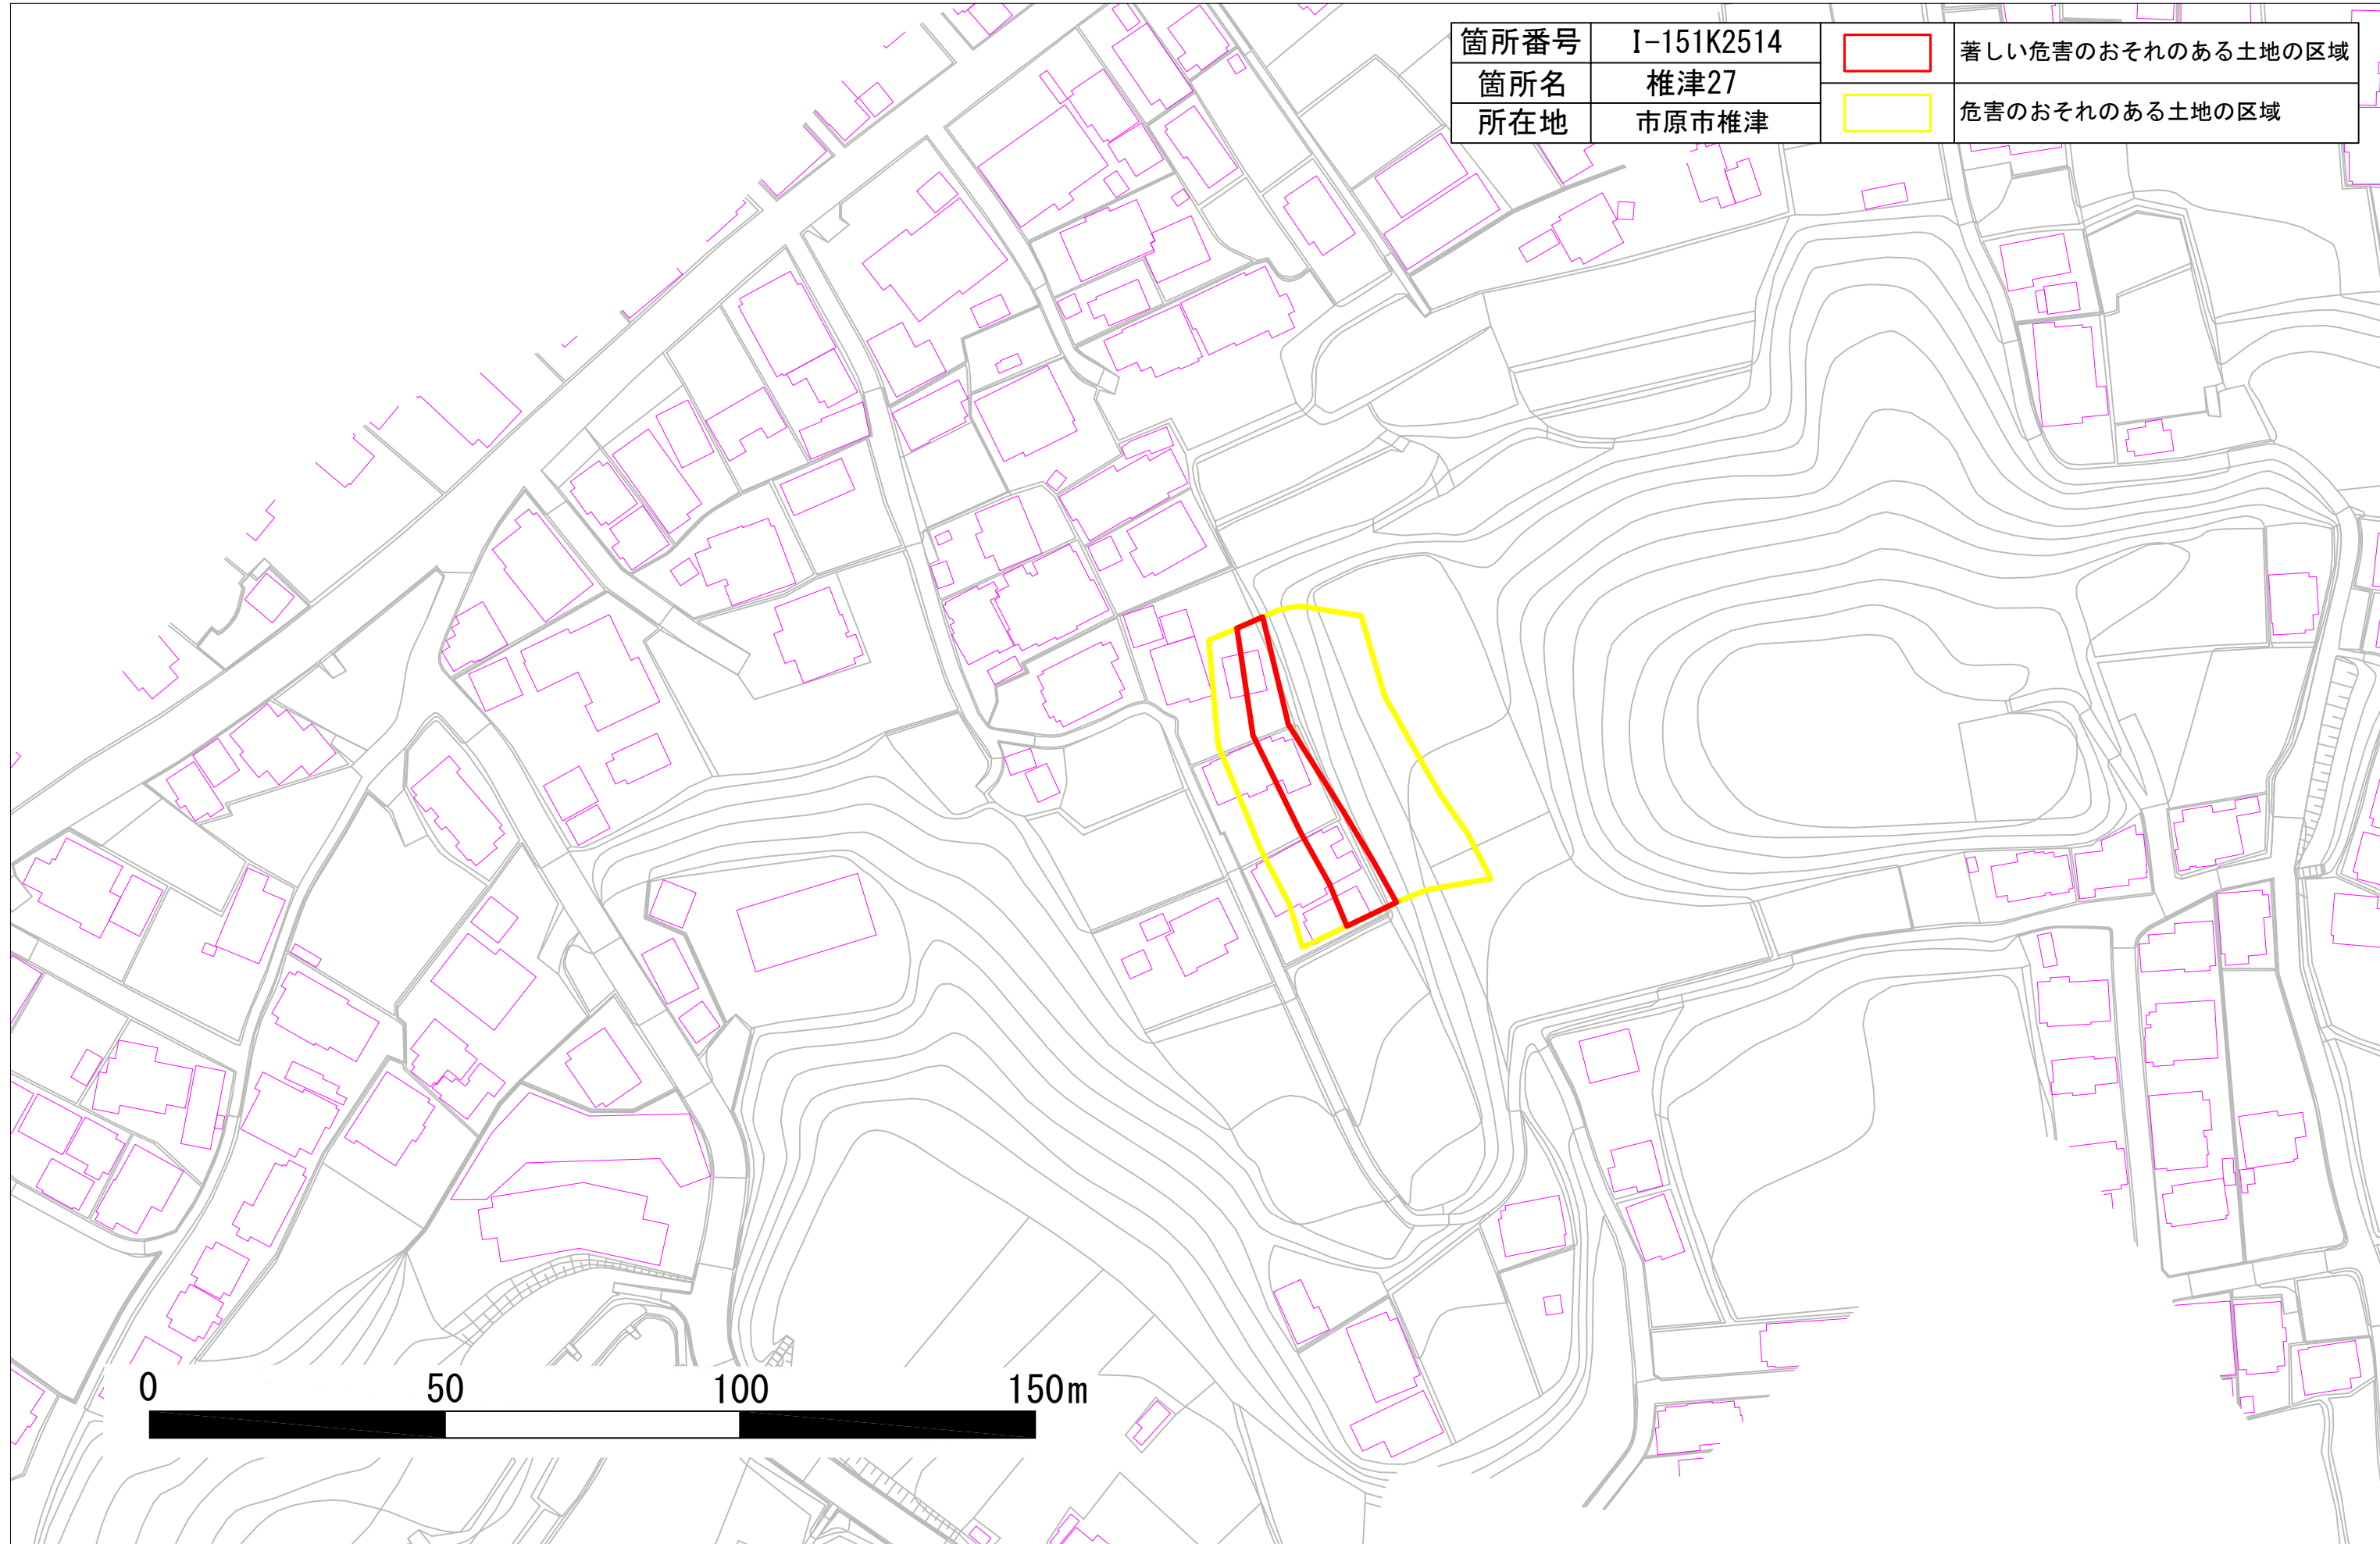 箇所番号 I-151K2514
箇所名 椎津27
所在地 市原市椎津
著しい危害のおそれのある土地の区域
危害のおそれのある土地の区域
0 50 100 150m